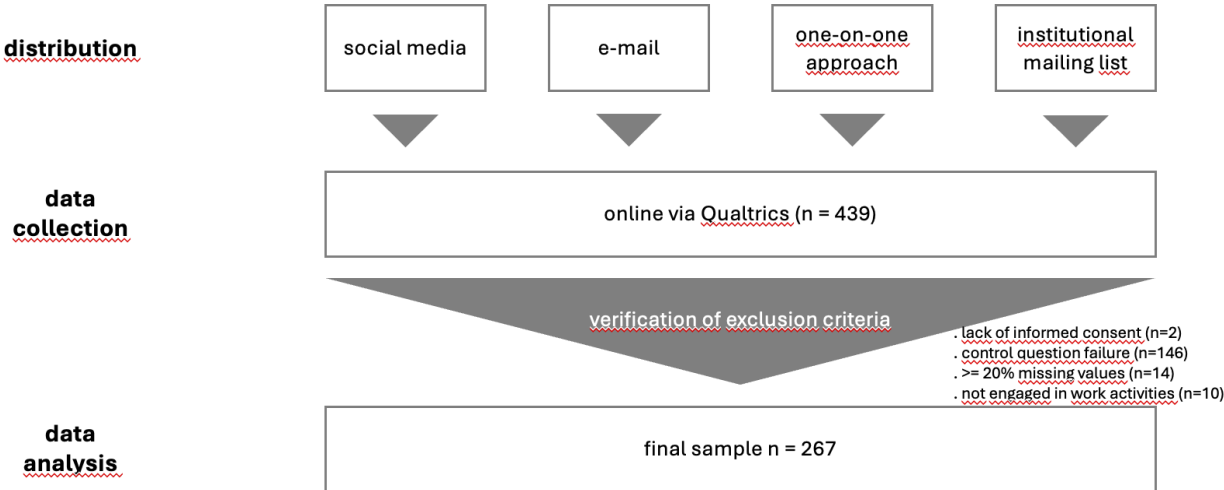 distribution
social media
e-mail
one-on-one
approach
institutional
mailing list
data
collection
online via Qualtrics (n = 439)
verification of exclusion criteria
. lack of informed consent (n=2)
. control question failure (n=146)
. >= 20% missing values (n=14)
. not engaged in work activities (n=10)
data
analysis
final sample n = 267